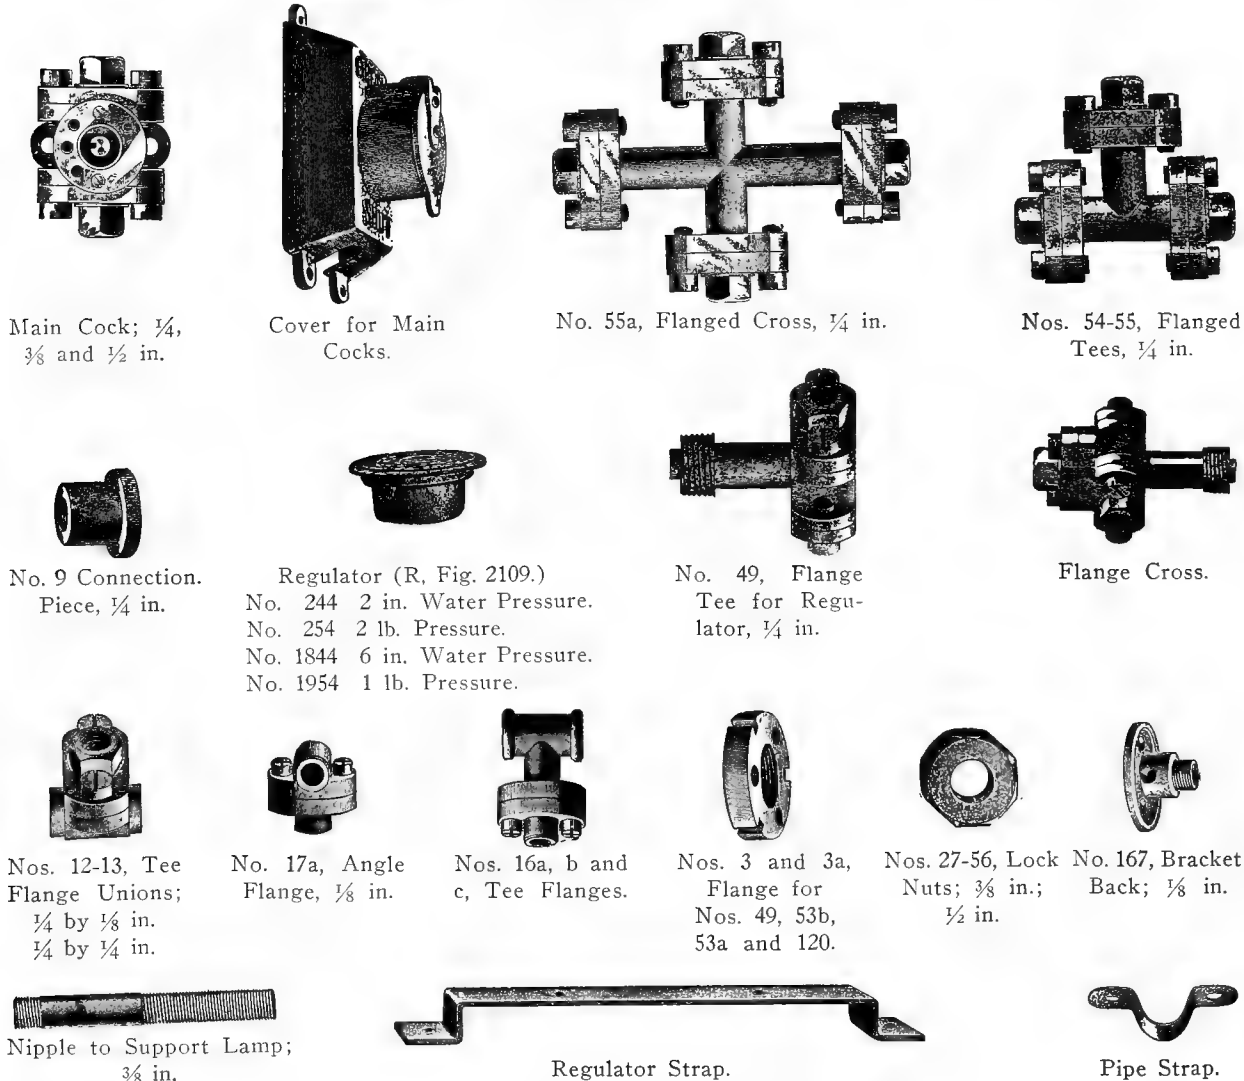 Main Cock; 1/4,
3/8 and 1/2 in.
Cover for Main
Cocks.
No. 55a, Flanged Cross, 1/4 in.
Nos. 54-55, Flanged
Tees, 1/4 in.
No. 9 Connection.
Piece, 1/4 in.
Regulator (R, Fig. 2109.)
No. 244 2 in. Water Pressure.
No. 254 2 lb. Pressure.
No. 1844 6 in. Water Pressure.
No. 1954 1 lb. Pressure.
No. 49, Flange
Tee for Regu-
lator, 1/4 in.
Flange Cross.
Nos. 12-13, Tee
Flange Unions;
1/4 by 1/8 in.
1/4 by 1/4 in.
No. 17a, Angle
Flange, 1/8 in.
Nos. 16a, b and
c, Tee Flanges.
Nos. 3 and 3a,
Flange for
Nos. 49, 53b,
53a and 120.
Nos. 27-56, Lock
Nuts; 3/8 in.;
1/2 in.
No. 167, Bracket
Back; 1/8 in.
Nipple to Support Lamp;
3/8 in.
Regulator Strap.
Pipe Strap.